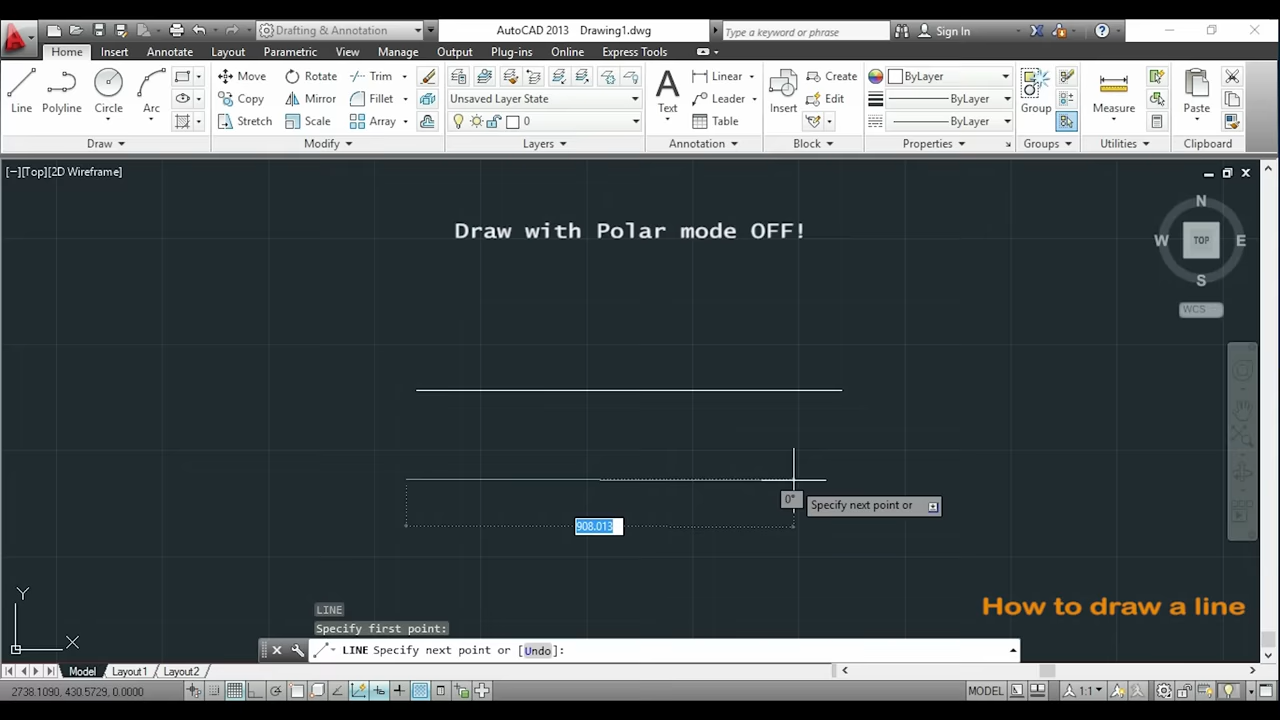 Drafting & Annotate
AutoCAD 2013 Drawing1.dwg
Type a keyword or phrase
Sign In
Home Insert Annotate Layout Parametric View Manage Output Plug-ins Online Express Tools
Line Polyline Circle Arc
Move Rotate Trim
Copy Mirror Fillet
Stretch Scale Array
Unsaved Layer State
0
Text
Linear
Leader
Table
Insert
Create
Edit
ByLayer
ByLayer
ByLayer
Group
Measure
Paste
Draw Modify Layers Annotation Block Properties Groups Utilities Clipboard
[−][Top][2D Wireframe]
Draw with Polar mode OFF!
N
W TOP E
S
WCS
0°
Specify next point or
908.013
Y
X
How to draw a line
LINE
Specify first point:
LINE Specify next point or [Undo]:
Model Layout1 Layout2
2738.1090, 430.5729, 0.0000
MODEL
1:1